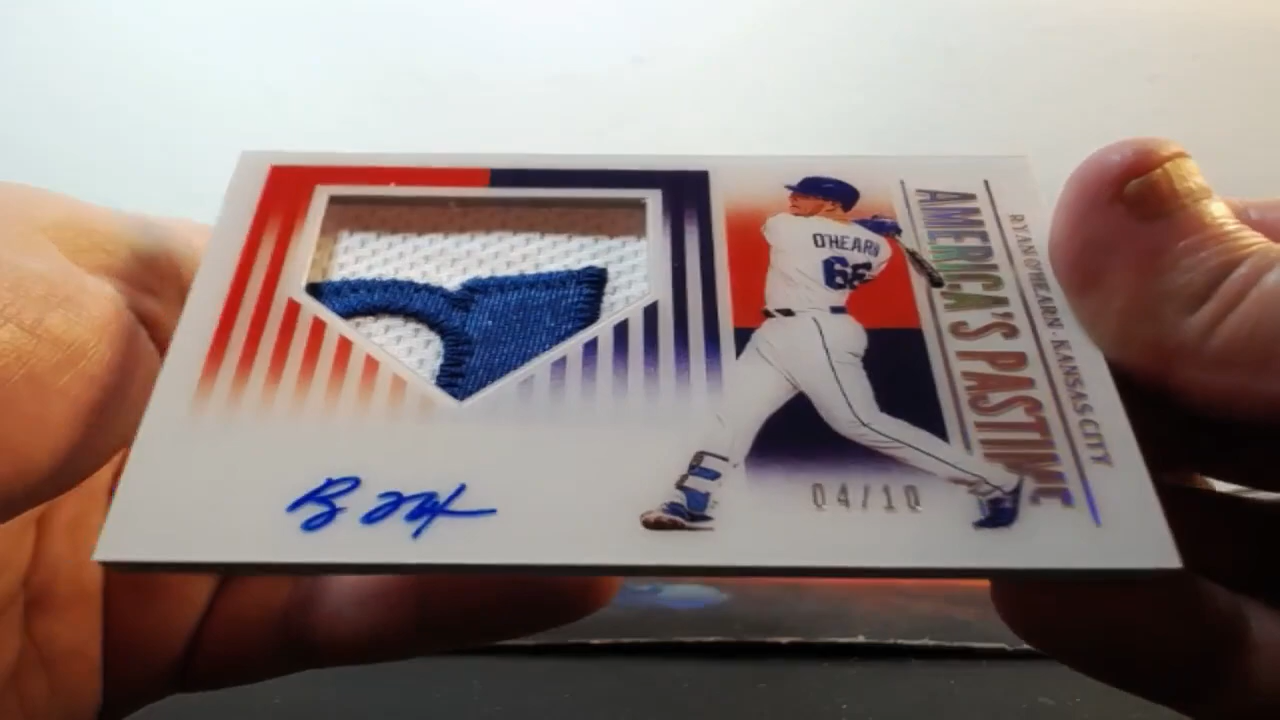 O'HEARN
66
AMERICA'S PASTIME
RYAN O'HEARN · KANSAS CITY
04/10